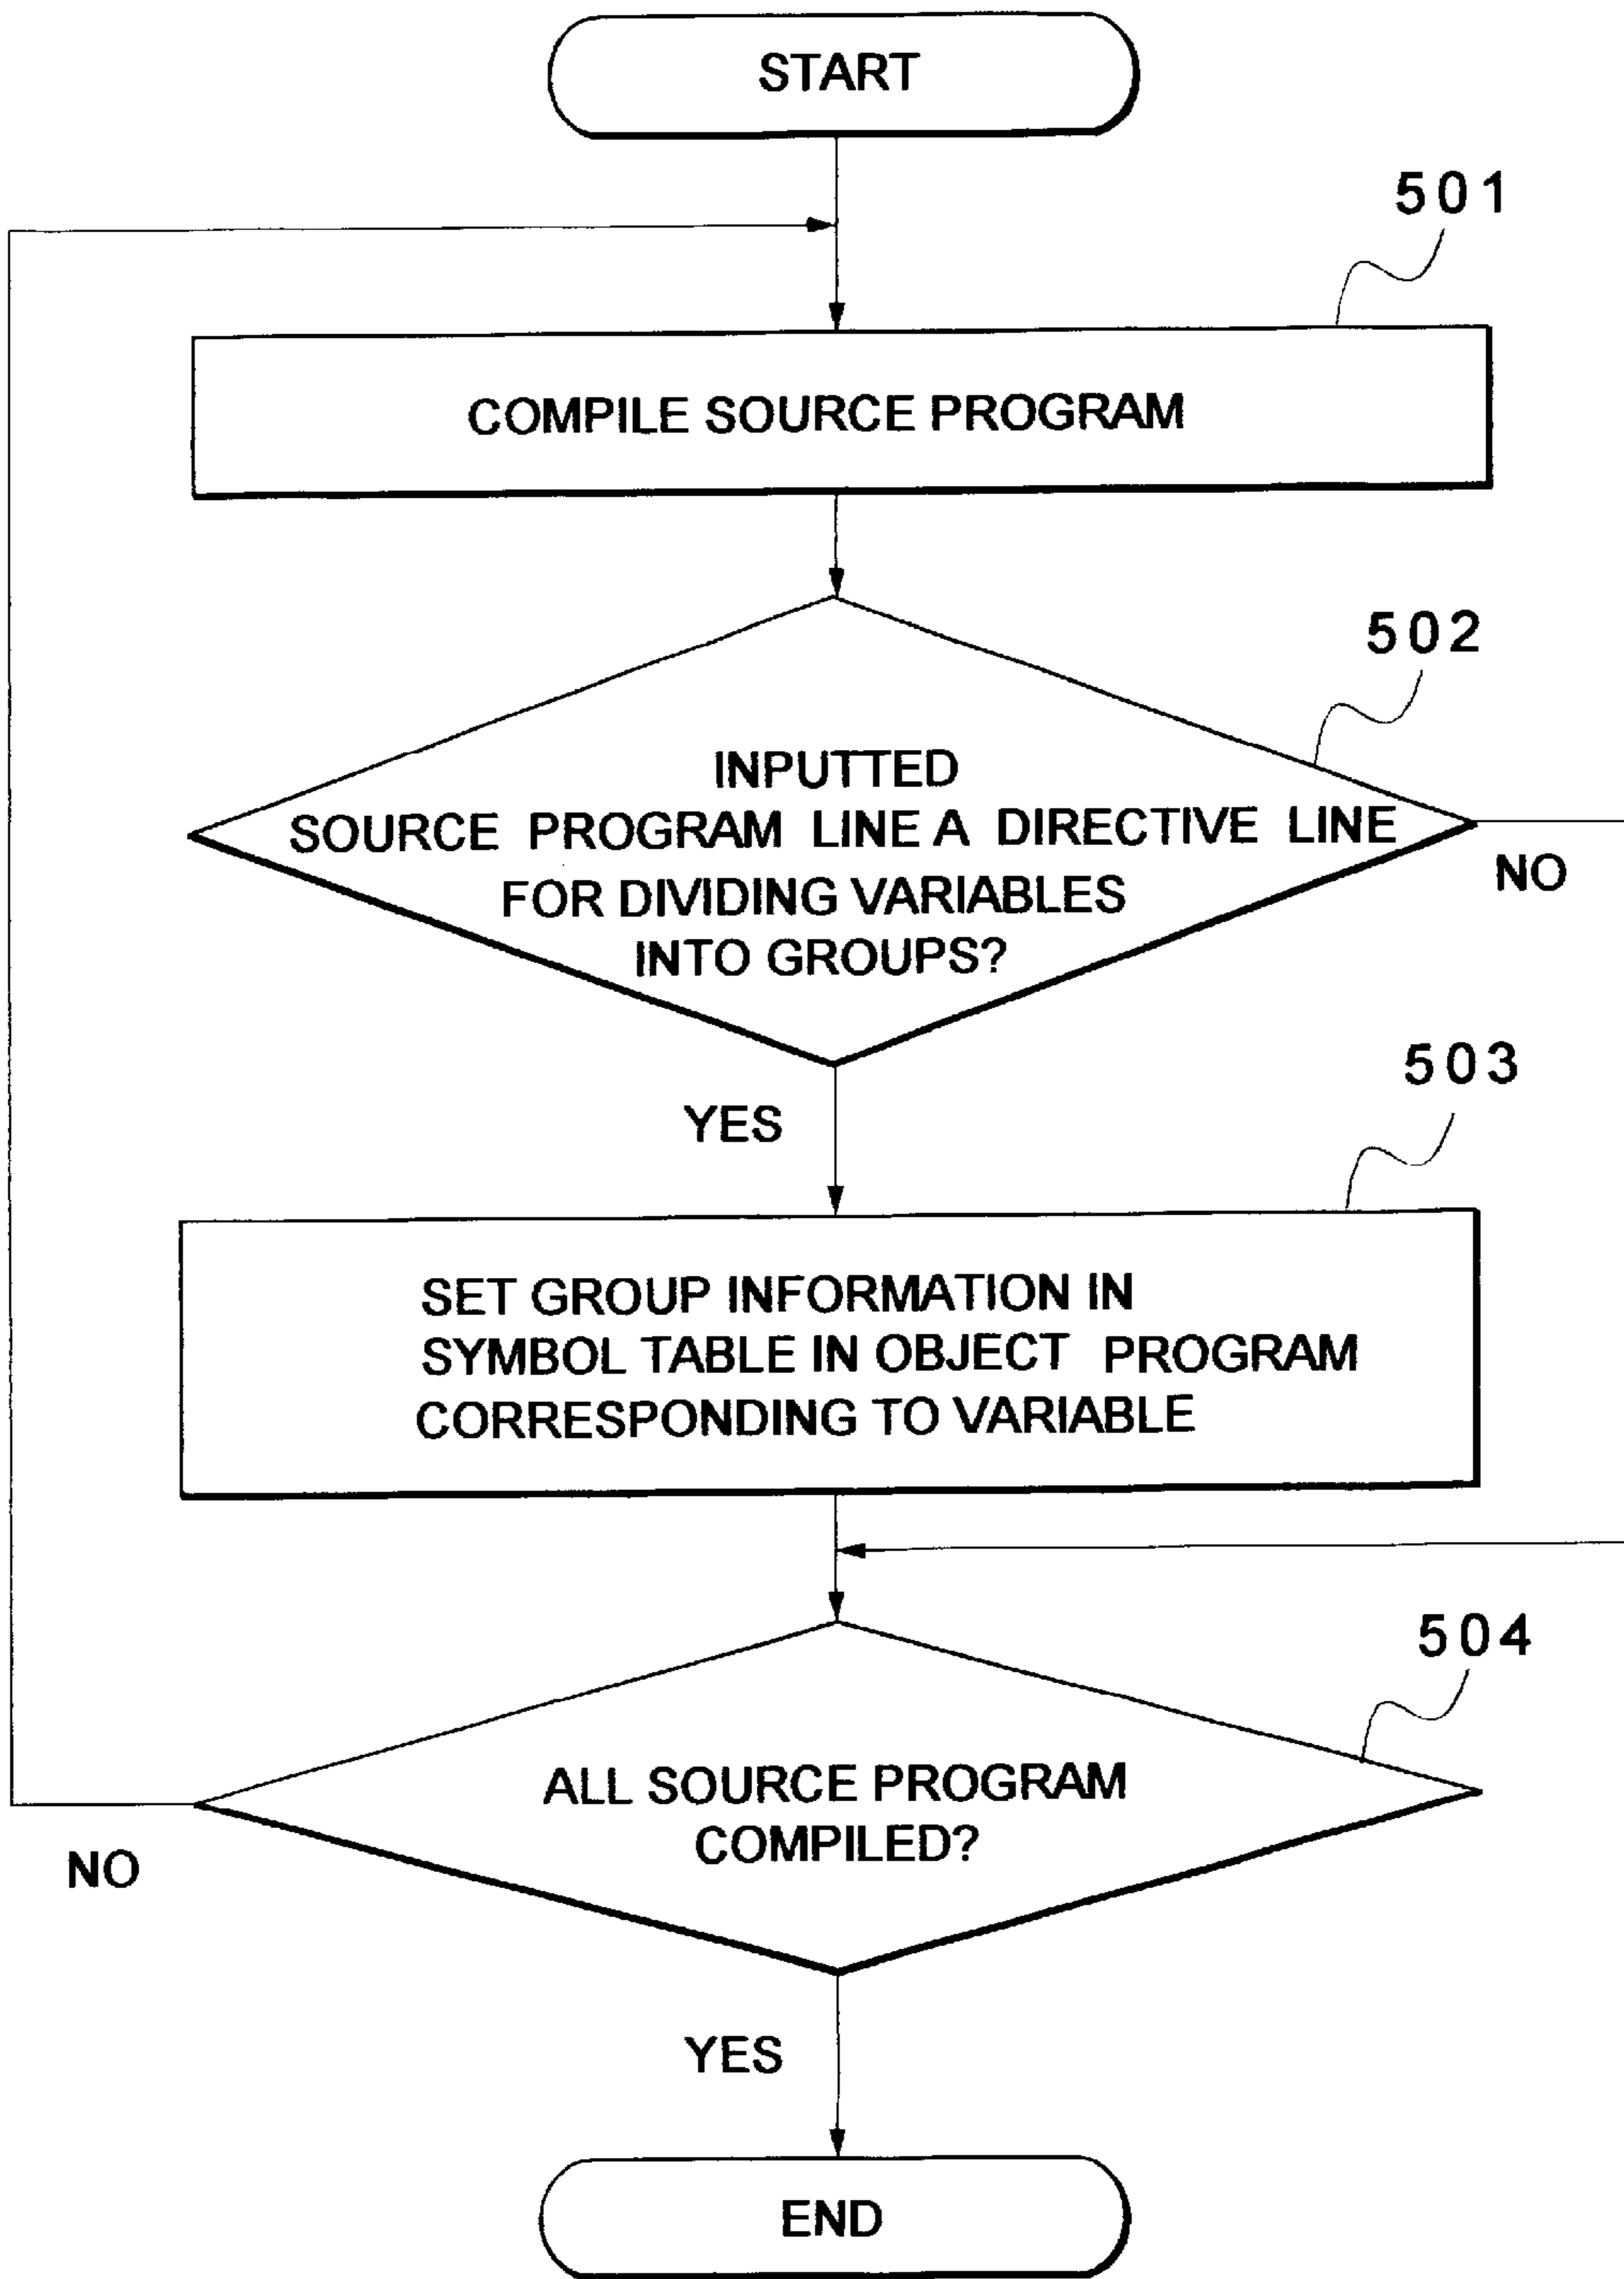 START
501
COMPILE SOURCE PROGRAM
502
INPUTTED
SOURCE PROGRAM LINE A DIRECTIVE LINE
FOR DIVIDING VARIABLES
INTO GROUPS?
NO
YES
503
SET GROUP INFORMATION IN
SYMBOL TABLE IN OBJECT PROGRAM
CORRESPONDING TO VARIABLE
504
ALL SOURCE PROGRAM
COMPILED?
NO
YES
END